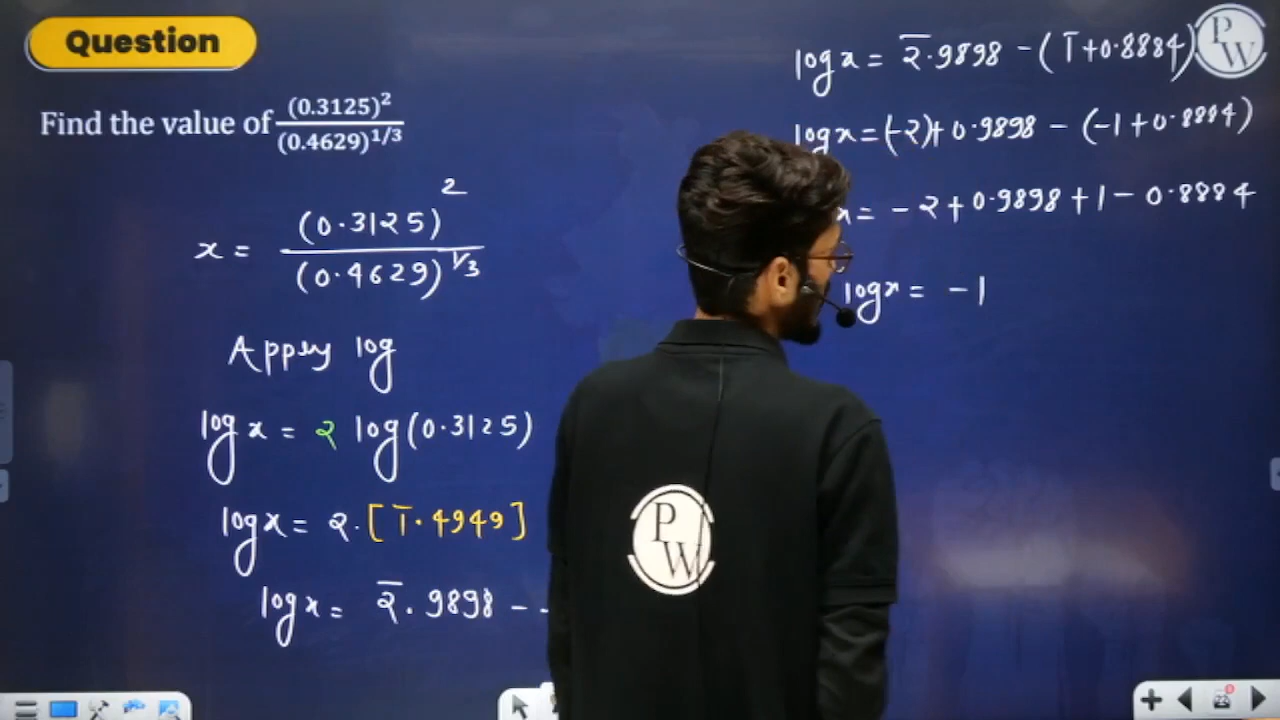 Question
Find the value of (0.3125)² / (0.4629)^1/3
x = (0.3125)² / (0.4629)^1/3
Apply log
log x = 2 log(0.3125)
log x = 2. [1̅.4949]
log x = 2̅.9898 -
log x = 2̅.9898 - (1̅+0.8884)
log x = (-2)+0.9898 - (-1+0.8884)
x = -2+0.9898+1-0.8884
log x = -1
PW
PW
22